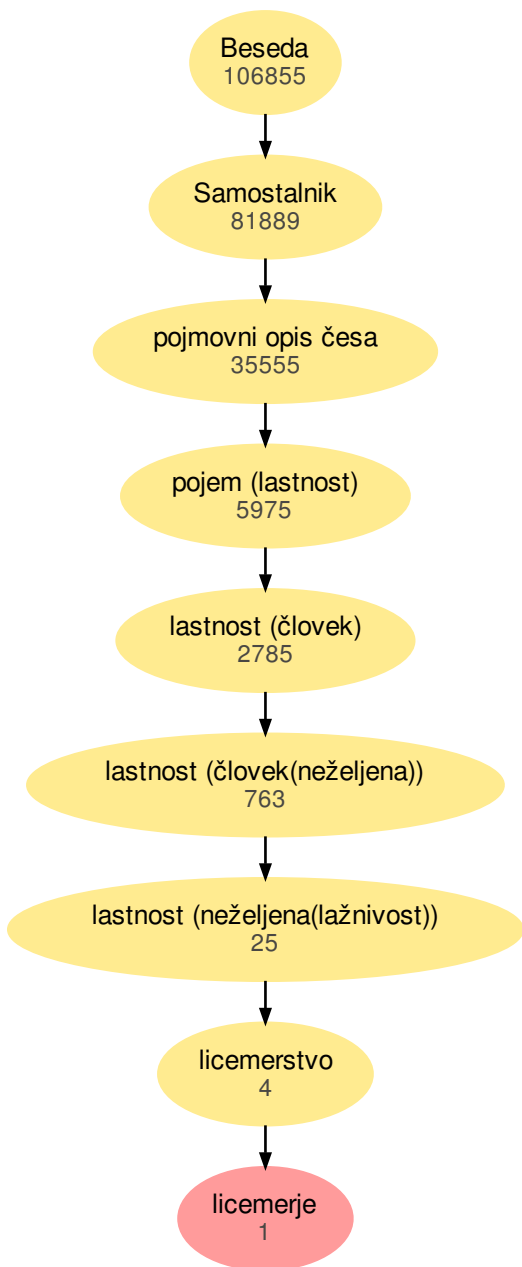 Beseda
106855
Samostalnik
81889
pojmovni opis česa
35555
pojem (lastnost)
5975
lastnost (človek)
2785
lastnost (človek(neželjena))
763
lastnost (neželjena(lažnivost))
25
licemerstvo
4
licemerje
1